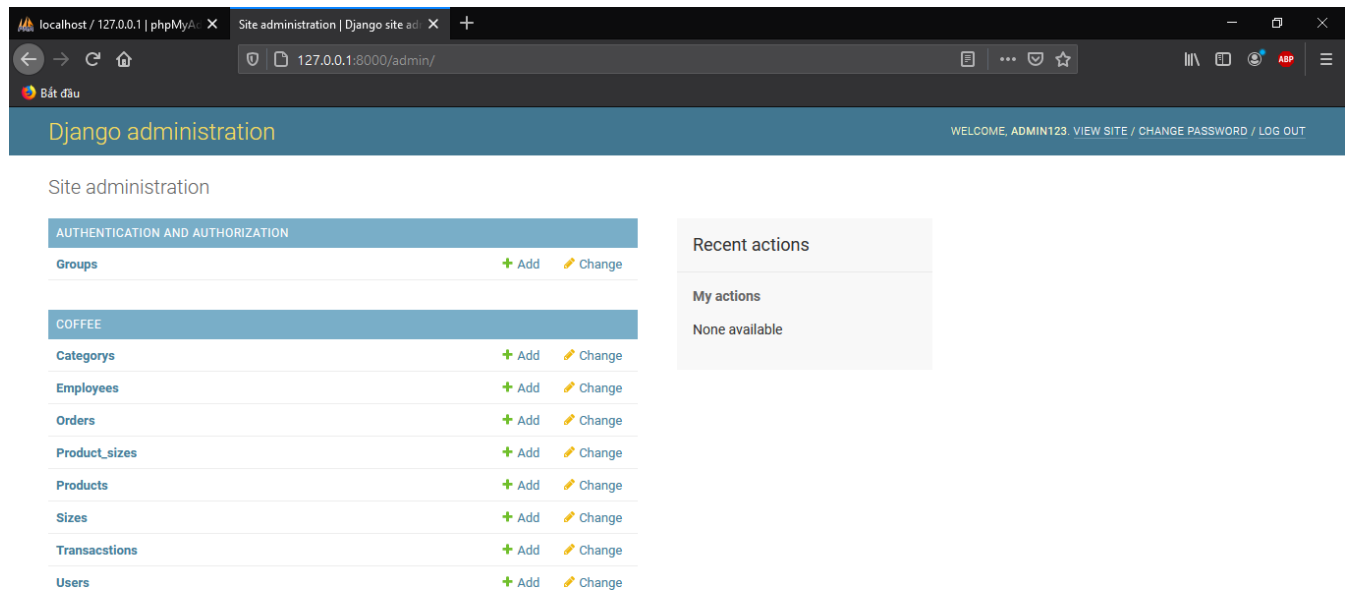 localhost / 127.0.0.1 | phpMyAd
Site administration | Django site ad
127.0.0.1:8000/admin/
ABP
Bắt đầu
Django administration
WELCOME, ADMIN123. VIEW SITE / CHANGE PASSWORD / LOG OUT
Site administration
AUTHENTICATION AND AUTHORIZATION
Groups Add Change
COFFEE
Categorys Add Change
Employees Add Change
Orders Add Change
Product_sizes Add Change
Products Add Change
Sizes Add Change
Transacstions Add Change
Users Add Change
Recent actions
My actions
None available